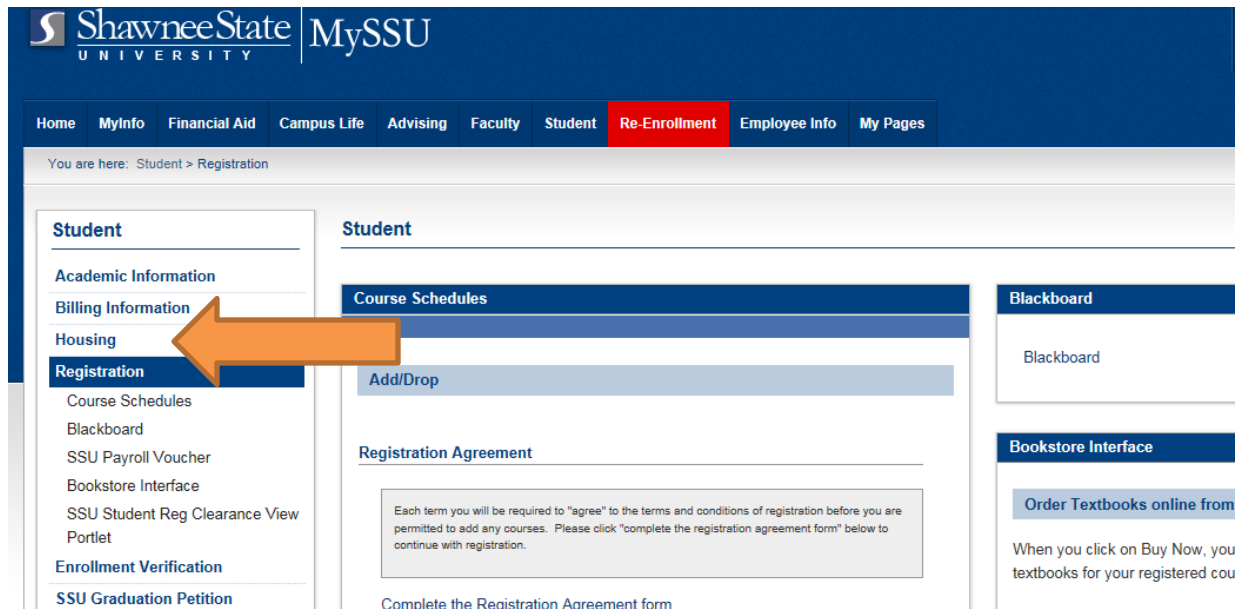 Shawnee State
UNIVERSITY
MySSU
Home MyInfo Financial Aid Campus Life Advising Faculty Student Re-Enrollment Employee Info My Pages
You are here: Student > Registration
Student
Academic Information
Billing Information
Housing
Registration
Course Schedules
Blackboard
SSU Payroll Voucher
Bookstore Interface
SSU Student Reg Clearance View
Portlet
Enrollment Verification
SSU Graduation Petition
Student
Course Schedules
Add/Drop
Registration Agreement
Each term you will be required to "agree" to the terms and conditions of registration before you are
permitted to add any courses. Please click "complete the registration agreement form" below to
continue with registration.
Complete the Registration Agreement form
Blackboard
Blackboard
Bookstore Interface
Order Textbooks online from
When you click on Buy Now, you
textbooks for your registered cou